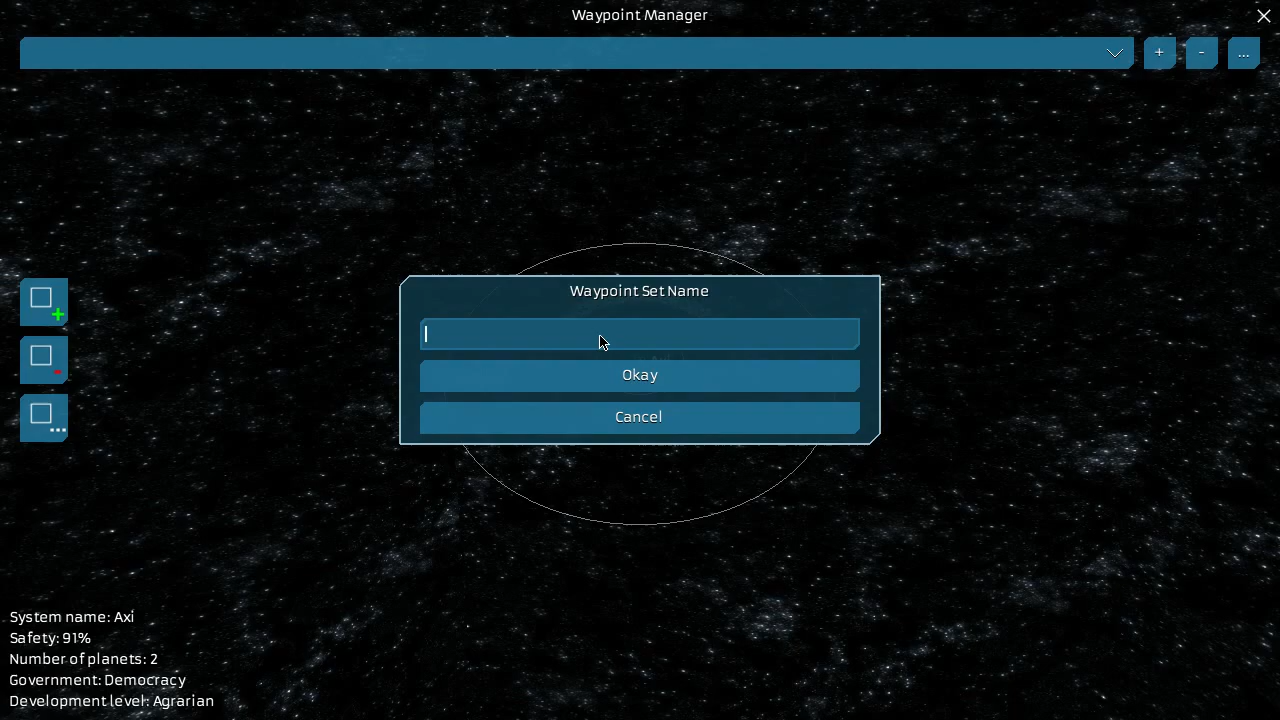 Waypoint Manager
+ - ...
Waypoint Set Name
Okay
Cancel
System name: Axi
Safety: 91%
Number of planets: 2
Government: Democracy
Development level: Agrarian